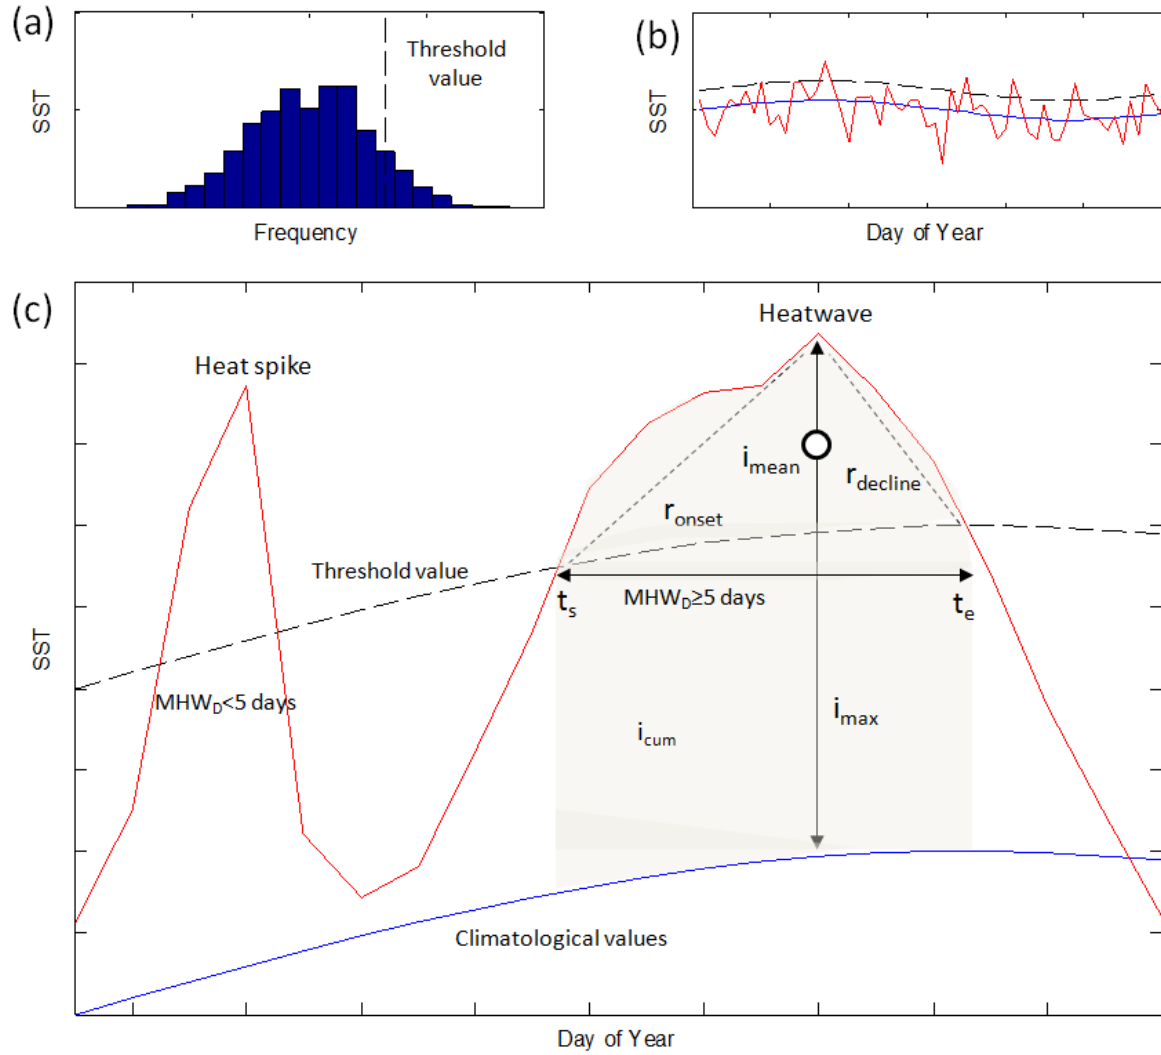 (a)
Threshold
value
SST
Frequency
(b)
SST
Day of Year
(c)
Heatwave
Heat spike
i_mean
r_decline
r_onset
Threshold value
t_s
MHW_D≥5 days
t_e
SST
MHW_D<5 days
i_max
i_cum
Climatological values
Day of Year